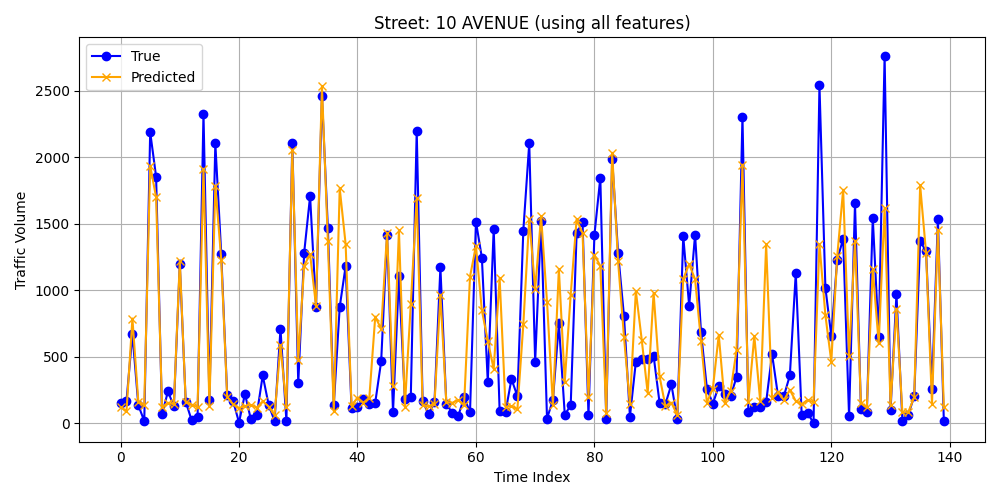 Street: 10 AVENUE (using all features)
True
Predicted
Traffic Volume
2500
2000
1500
1000
500
0
0 20 40 60 80 100 120 140
Time Index